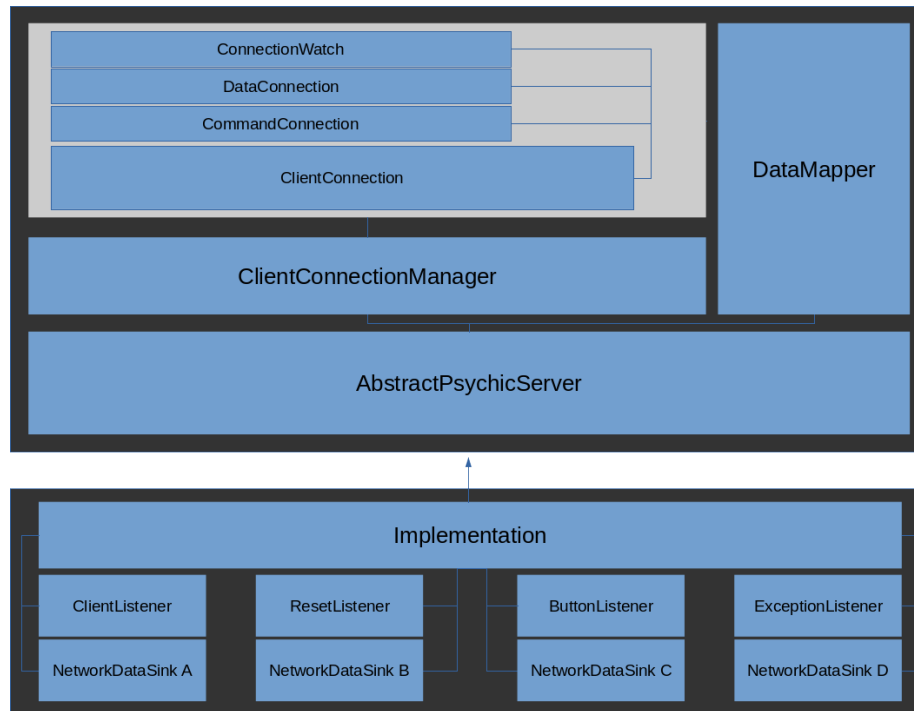 ConnectionWatch
DataConnection
CommandConnection
ClientConnection
DataMapper
ClientConnectionManager
AbstractPsychicServer
Implementation
ClientListener
ResetListener
ButtonListener
ExceptionListener
NetworkDataSink A
NetworkDataSink B
NetworkDataSink C
NetworkDataSink D